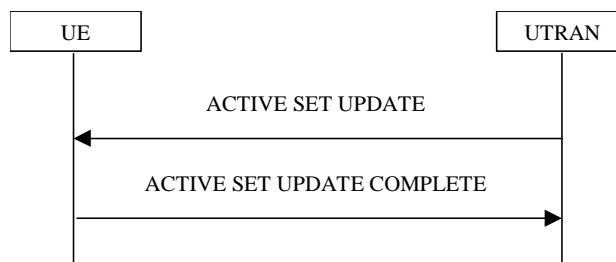 UE
UTRAN
ACTIVE SET UPDATE
ACTIVE SET UPDATE COMPLETE